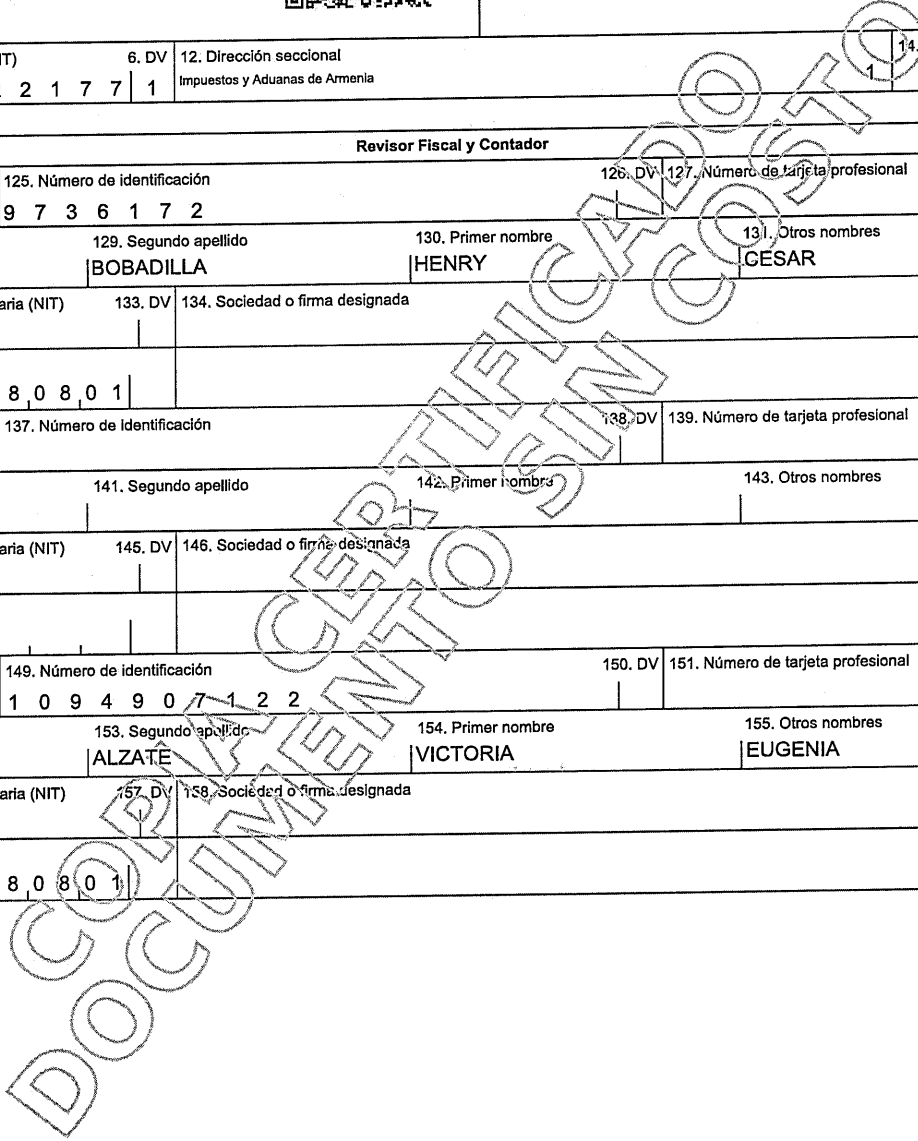 IT) 6. DV 12. Dirección seccional 14.
2 1 7 7 1 Impuestos y Aduanas de Armenia 1
Revisor Fiscal y Contador
125. Número de identificación 126. DV 127. Número de tarjeta profesional
9 7 3 6 1 7 2
129. Segundo apellido 130. Primer nombre 131. Otros nombres
BOBADILLA HENRY CESAR
aria (NIT) 133. DV 134. Sociedad o firma designada
8 0 8 0 1
137. Número de identificación 138. DV 139. Número de tarjeta profesional
141. Segundo apellido 142. Primer nombre 143. Otros nombres
aria (NIT) 145. DV 146. Sociedad o firma designada
149. Número de identificación 150. DV 151. Número de tarjeta profesional
1 0 9 4 9 0 7 1 2 2
153. Segundo apellido 154. Primer nombre 155. Otros nombres
ALZATE VICTORIA EUGENIA
aria (NIT) 157. DV 158. Sociedad o firma designada
8 0 8 0 1
COPIA CERTIFICADO
DOCUMENTO SIN COSTO